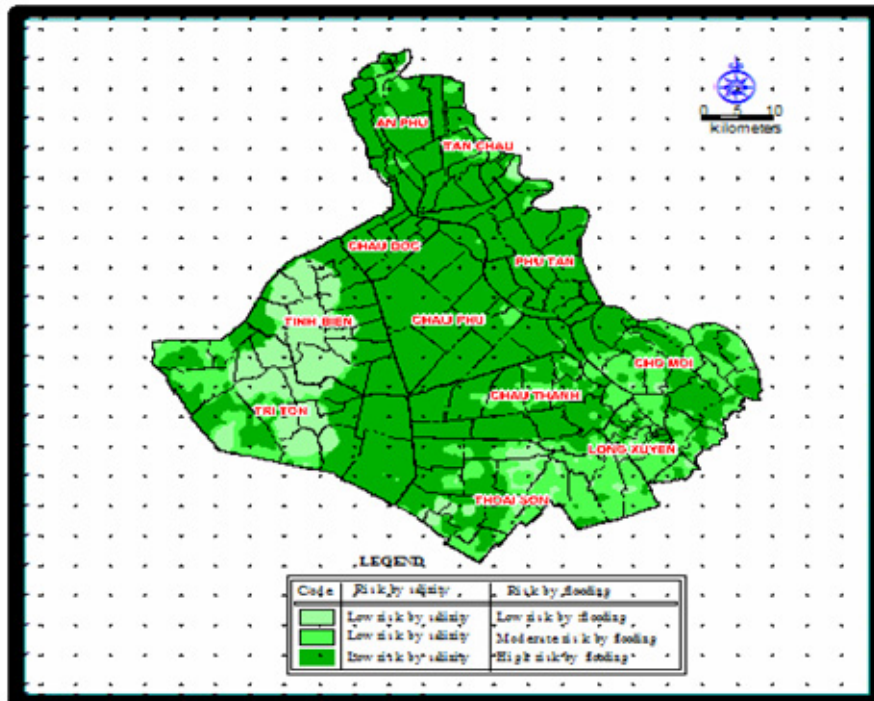 0 5 10
kilometers
AN PHU
TAN CHAU
CHAU DOC
PHU TAN
TINH BIEN
CHAU PHU
CHO MOI
CHAU THANH
TRI TON
LONG XUYEN
THOAI SON
LEGEND
Code Risk by salinity Risk by flooding
Low risk by salinity Low risk by flooding
Low risk by salinity Moderate risk by flooding
Low risk by salinity High risk by flooding